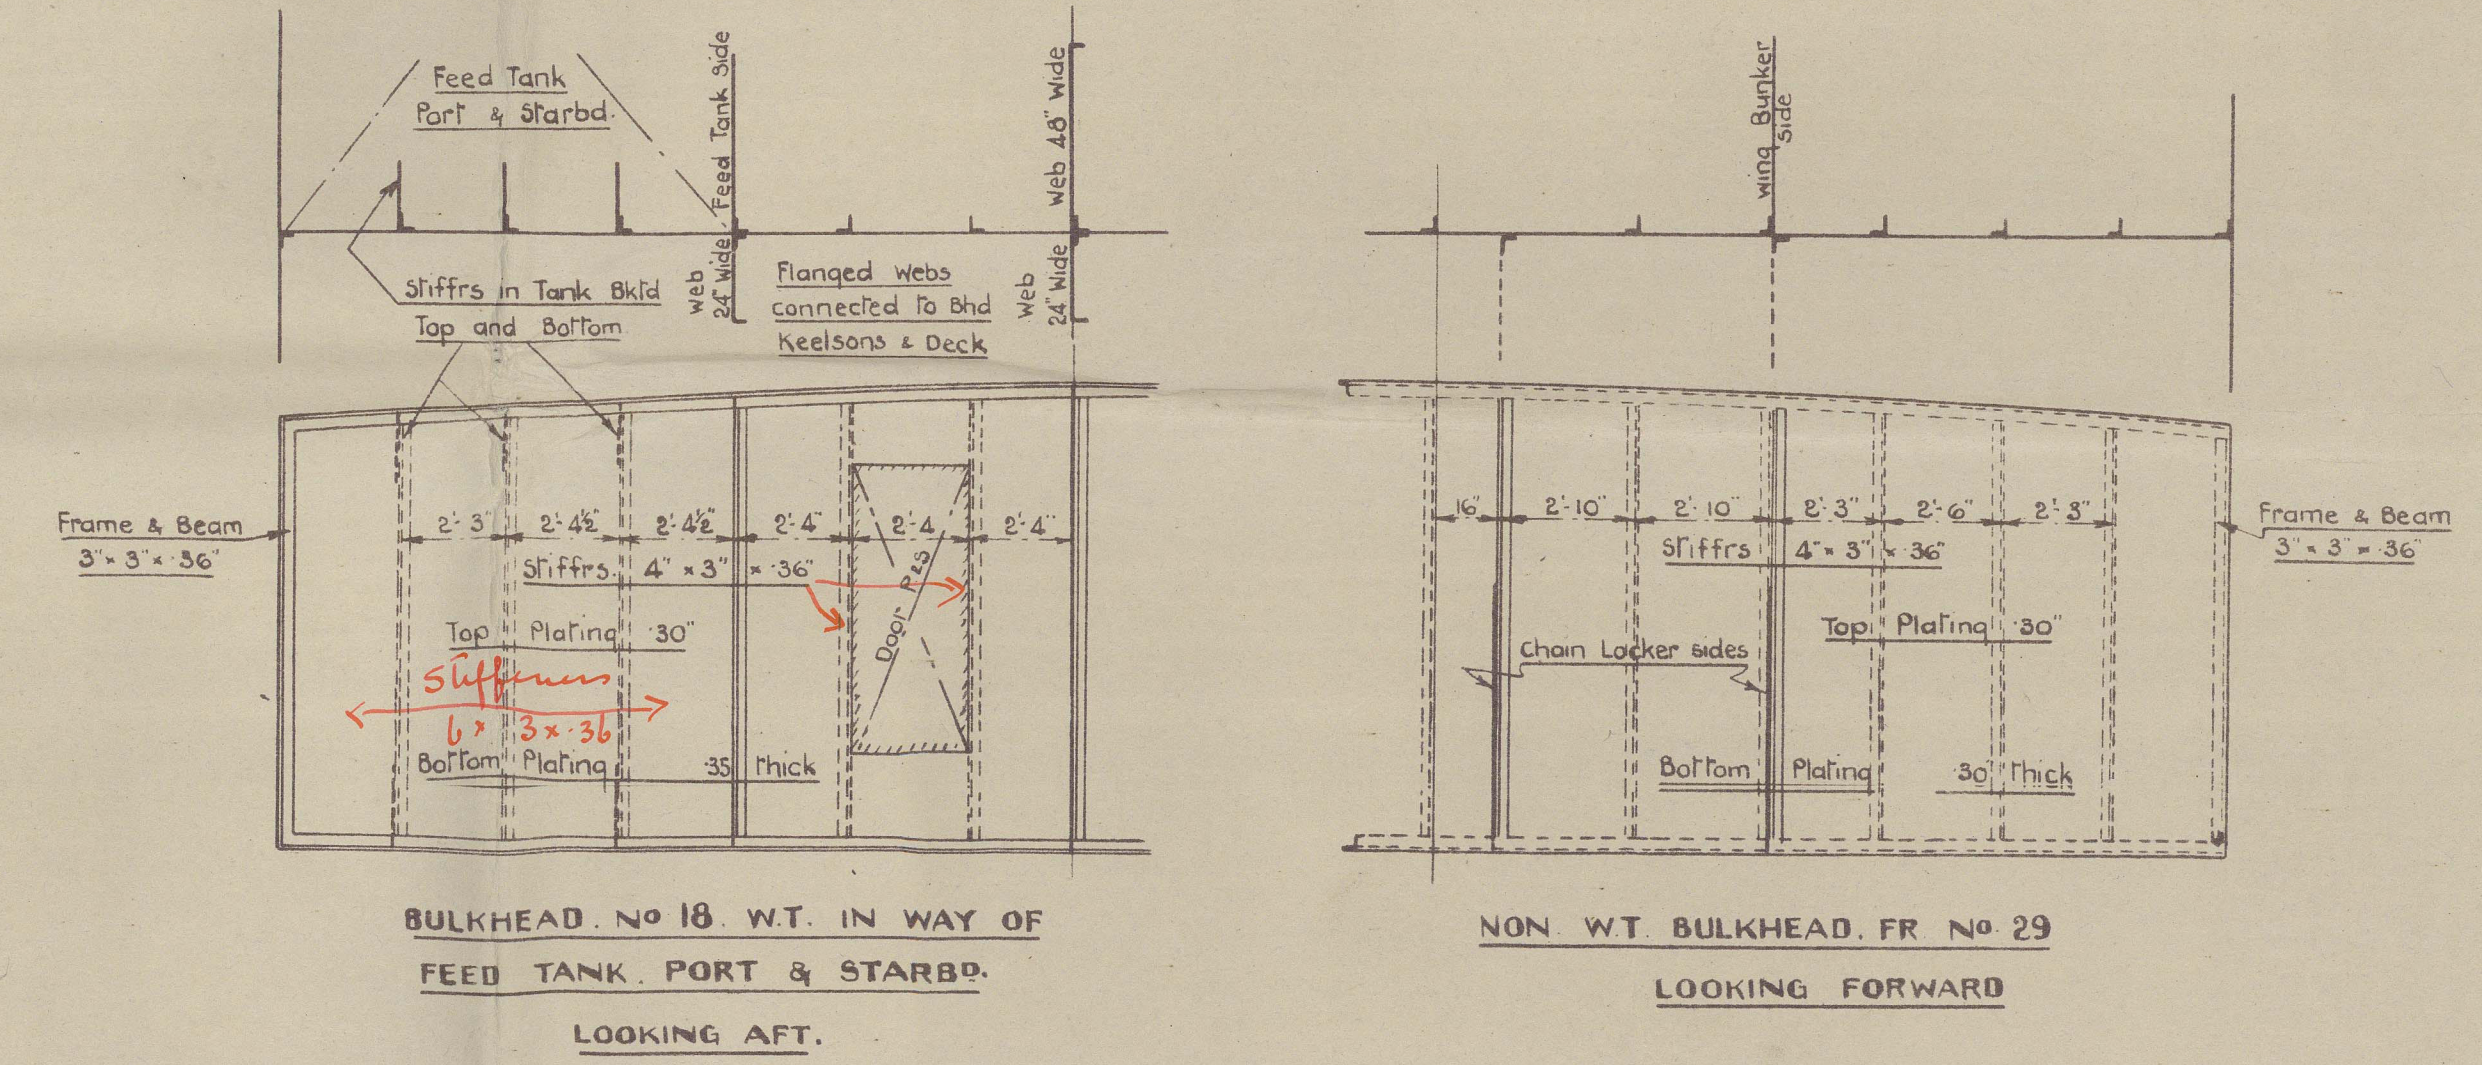 Feed Tank
Port & Starbd.
Feed Tank Side
Web 48" Wide
Stiffrs in Tank Bktd
Top and Bottom
Web
24" Wide
Flanged Webs
connected to Bhd
Keelsons & Deck
Web
24" Wide
Frame & Beam
3" × 3" × .36"
2'-3"
2'-4½"
2'-4½"
2'-4"
2'-4
2'-4"
Stiffrs. 4" × 3" × .36"
Door P & S
Top Plating .30"
Stiffeners
6 × 3 × .36
Bottom Plating .35 thick
BULKHEAD. No 18. W.T. IN WAY OF
FEED TANK. PORT & STARBD.
LOOKING AFT.
Wing Bunker
side
16"
2'-10"
2'-10"
2'-3"
2'-6"
2'-3"
Frame & Beam
3" × 3" × .36"
Stiffrs 4" × 3" × .36"
Top Plating .30"
Chain Locker sides
Bottom Plating .30" thick
NON W.T. BULKHEAD. FR No. 29
LOOKING FORWARD